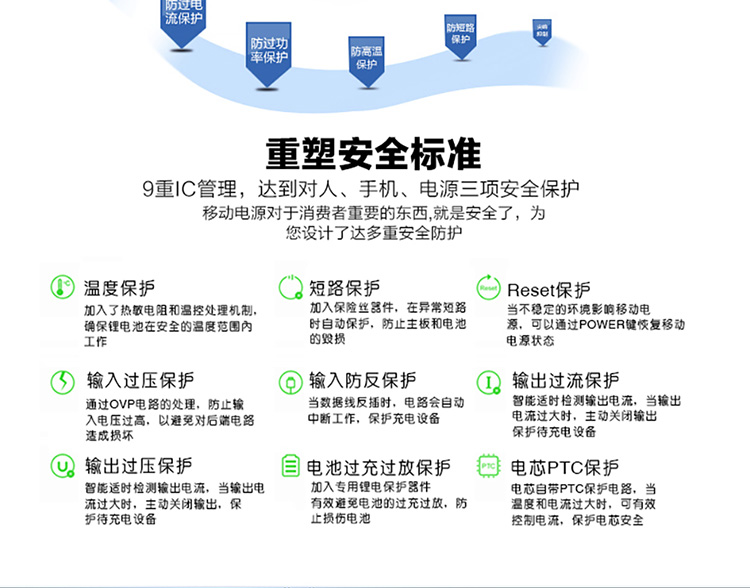 防过电
流保护
防过功
率保护
防高温
保护
防短路
保护
重塑安全标准
9重IC管理，达到对人、手机、电源三项安全保护
移动电源对于消费者重要的东西,就是安全了，为
您设计了达多重安全防护
温度保护
加入了热敏电阻和温控处理机制，
确保锂电池在安全的温度范围内
工作
短路保护
加入保险丝器件，在异常短路
时自动保护，防止主板和电池
的毁损
Reset
Reset保护
当不稳定的环境影响移动电
源，可以通过POWER键恢复移动
电源状态
输入过压保护
通过OVP电路的处理，防止输
入电压过高，以避免对后端电路
造成损坏
输入防反保护
当数据线反插时，电路会自动
中断工作，保护充电设备
输出过流保护
智能适时检测输出电流，当输出
电流过大时，主动关闭输出
保护待充电设备
输出过压保护
智能适时检测输出电流，当输出电
流过大时，主动关闭输出，保
护待充电设备
电池过充过放保护
加入专用锂电保护器件
有效避免电池的过充过放，防
止损伤电池
PTC
电芯PTC保护
电芯自带PTC保护电路，当
温度和电流过大时，可有效
控制电流，保护电芯安全